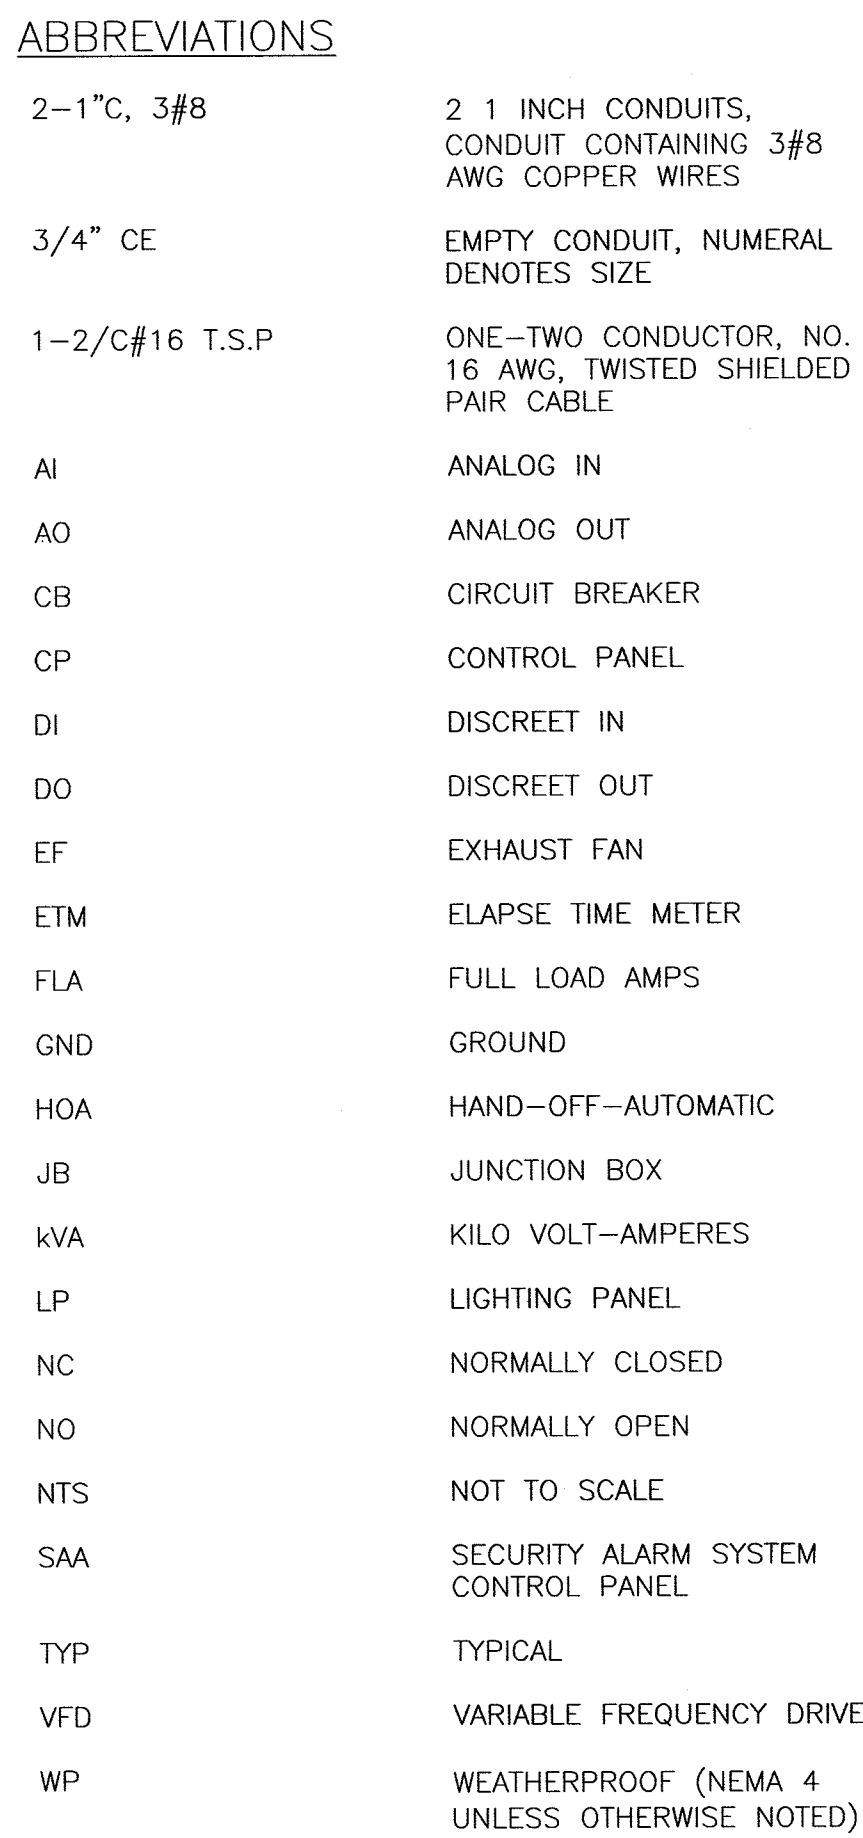 ABBREVIATIONS
2-1"C, 3#8 2 1 INCH CONDUITS,
CONDUIT CONTAINING 3#8
AWG COPPER WIRES
3/4" CE EMPTY CONDUIT, NUMERAL
DENOTES SIZE
1-2/C#16 T.S.P ONE-TWO CONDUCTOR, NO.
16 AWG, TWISTED SHIELDED
PAIR CABLE
AI ANALOG IN
AO ANALOG OUT
CB CIRCUIT BREAKER
CP CONTROL PANEL
DI DISCREET IN
DO DISCREET OUT
EF EXHAUST FAN
ETM ELAPSE TIME METER
FLA FULL LOAD AMPS
GND GROUND
HOA HAND-OFF-AUTOMATIC
JB JUNCTION BOX
kVA KILO VOLT-AMPERES
LP LIGHTING PANEL
NC NORMALLY CLOSED
NO NORMALLY OPEN
NTS NOT TO SCALE
SAA SECURITY ALARM SYSTEM
CONTROL PANEL
TYP TYPICAL
VFD VARIABLE FREQUENCY DRIVE
WP WEATHERPROOF (NEMA 4
UNLESS OTHERWISE NOTED)